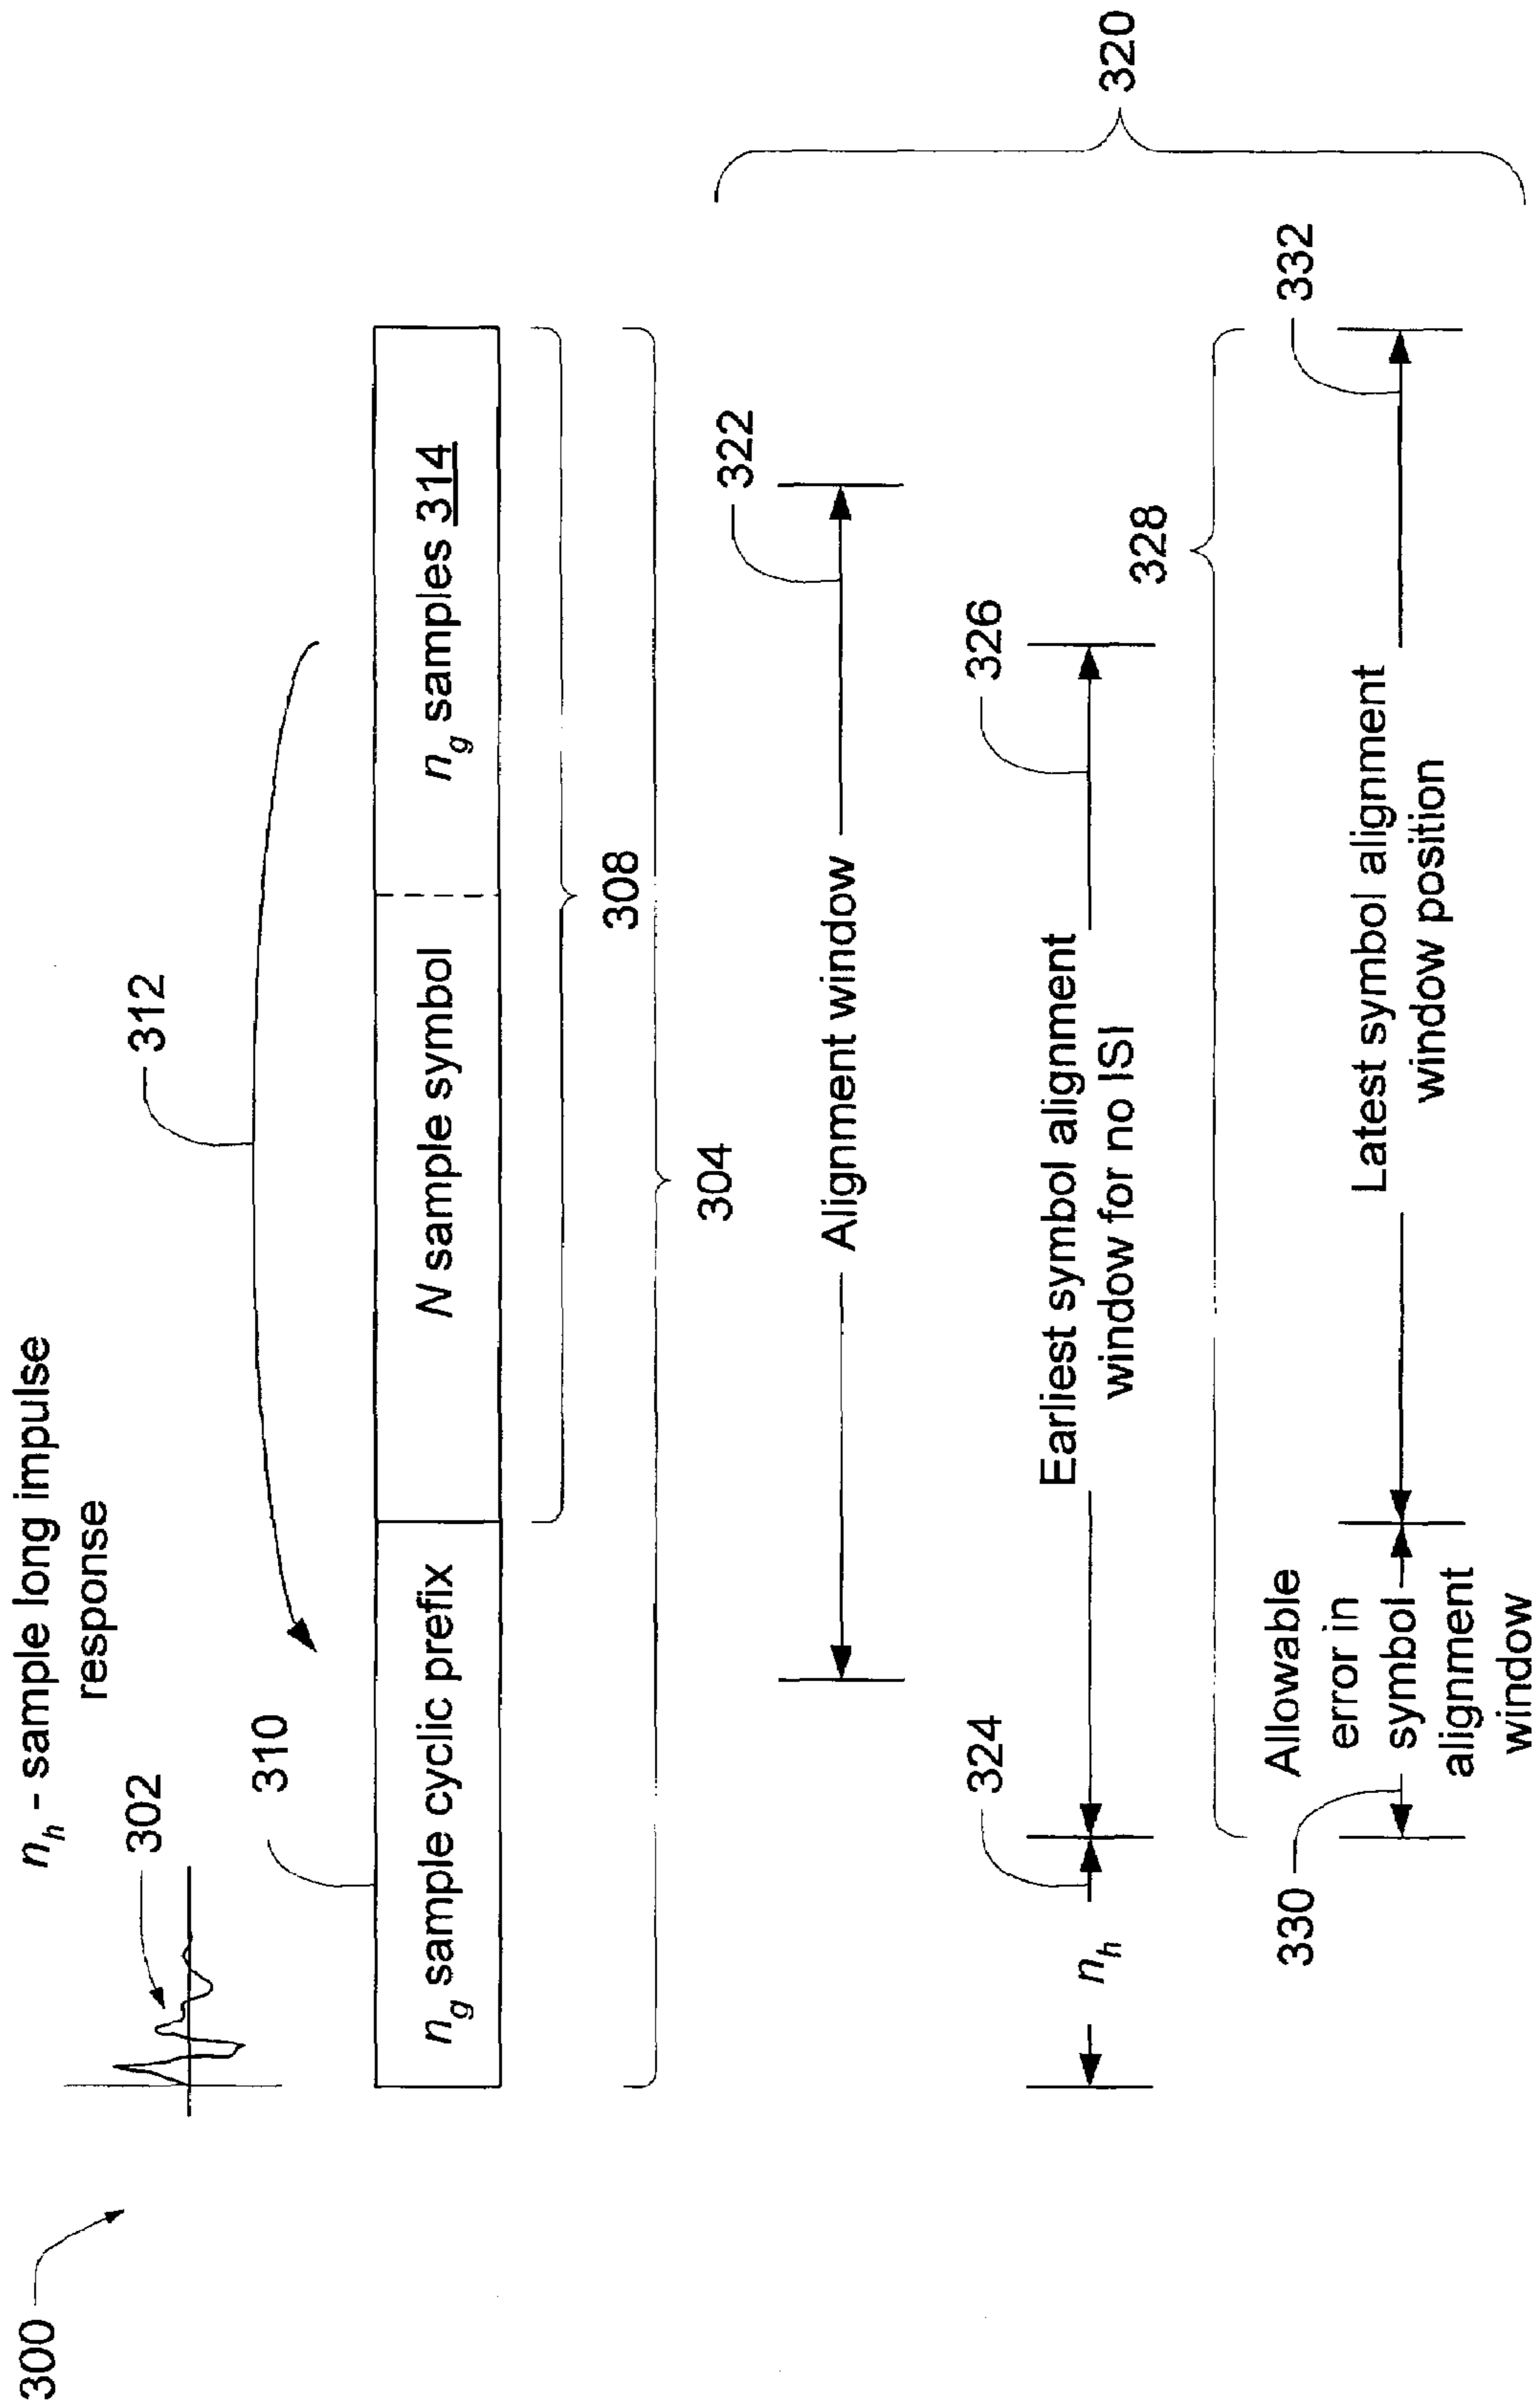 300
n_h - sample long impulse
response
302
310
312
n_g sample cyclic prefix
N sample symbol
n_g samples 314
308
304
322
Alignment window
324
326
n_h
Earliest symbol alignment
window for no ISI
328
320
330
Allowable
error in
symbol
alignment
window
Latest symbol alignment
window position
332